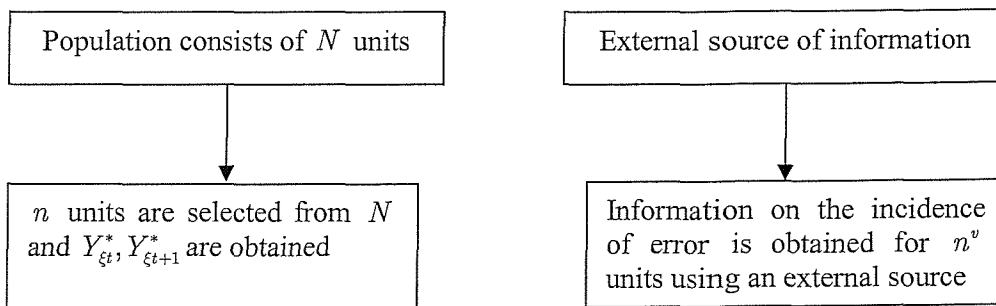 Population consists of N units
External source of information
n units are selected from N
and Y*_{ξt}, Y*_{ξt+1} are obtained
Information on the incidence
of error is obtained for n^v
units using an external source